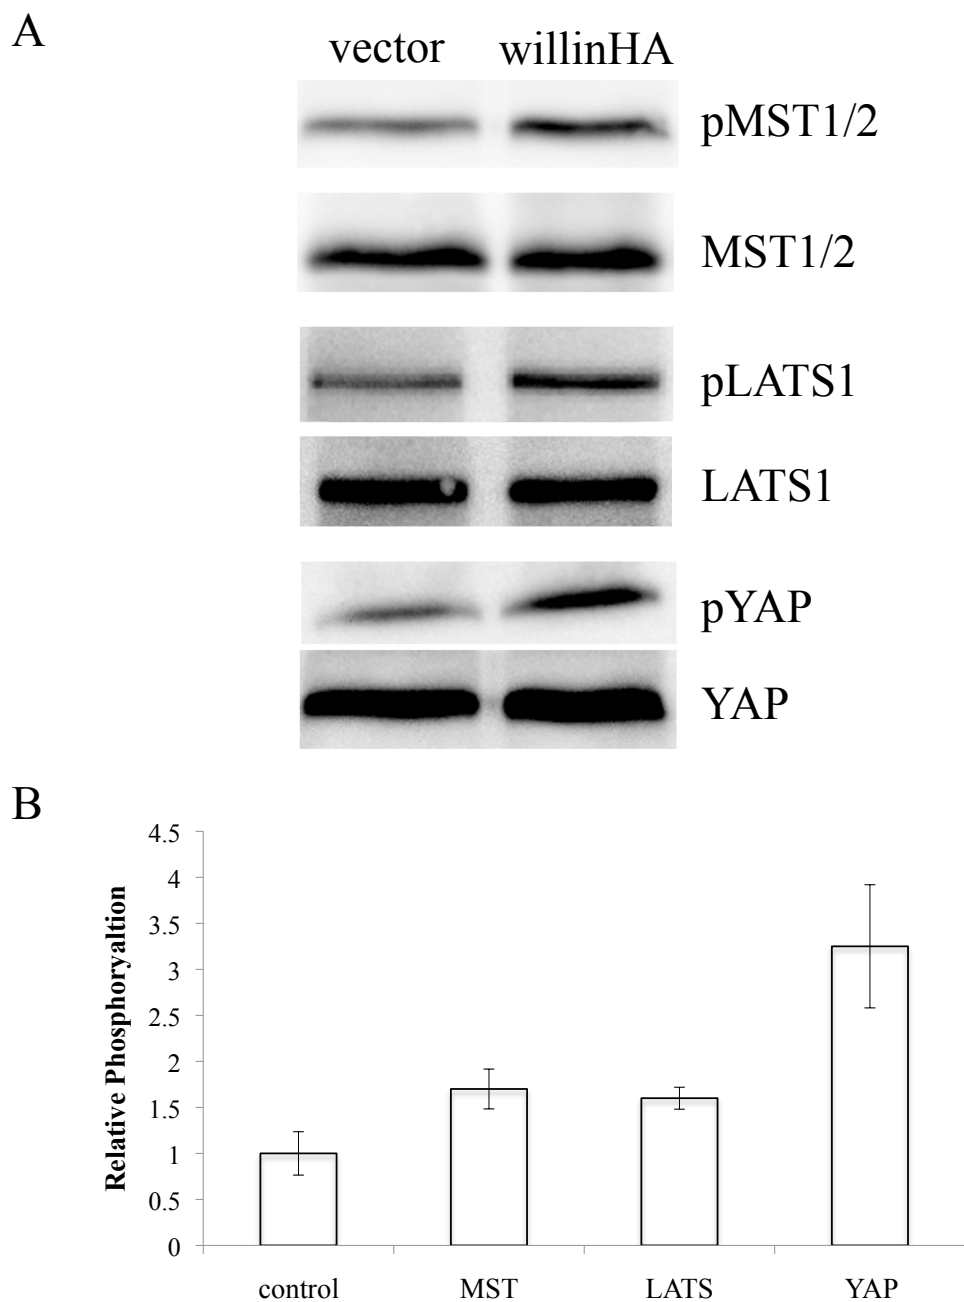 A
vector willinHA
pMST1/2
MST1/2
pLATS1
LATS1
pYAP
YAP
B
4.5
4
3.5
3
2.5
2
1.5
1
0.5
0
Relative Phosphoryaltion
control MST LATS YAP